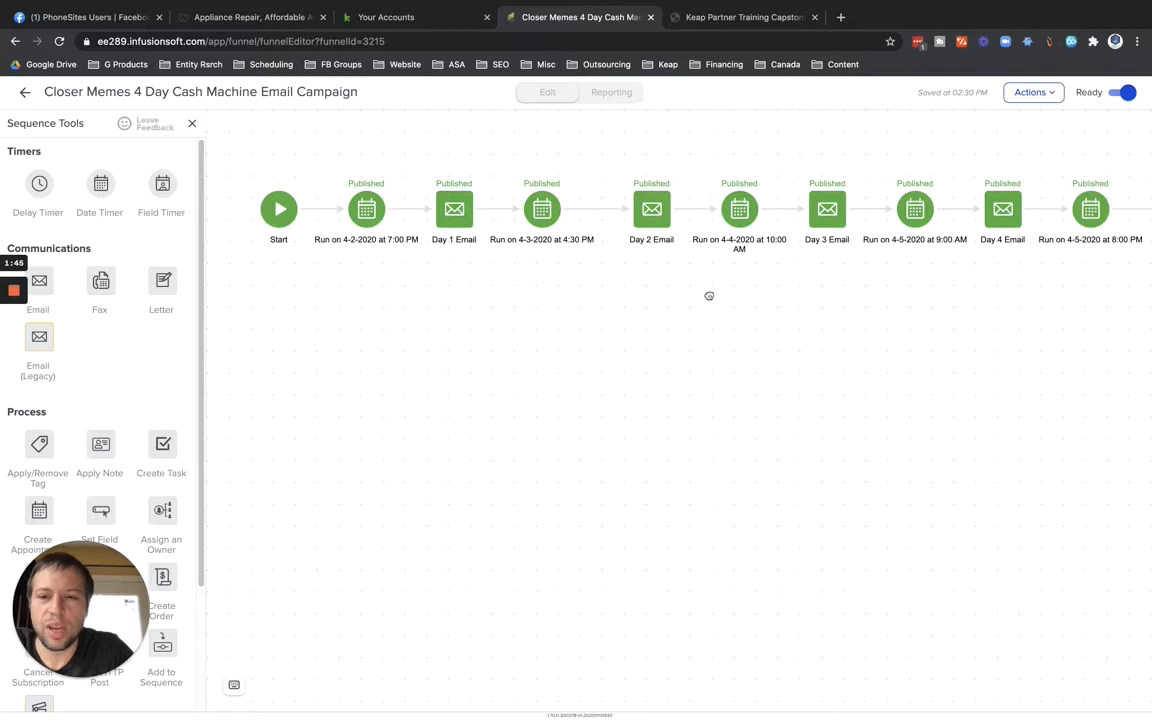 (1) PhoneSites Users | Facebo
Appliance Repair, Affordable A
Your Accounts
Closer Memes 4 Day Cash Mac
Keap Partner Training Capston
ee289.infusionsoft.com/app/funnel/funnelEditor?funnelId=3215
Google Drive
G Products
Entity Rsrch
Scheduling
FB Groups
Website
ASA
SEO
Misc
Outsourcing
Keap
Financing
Canada
Content
Closer Memes 4 Day Cash Machine Email Campaign
Edit
Reporting
Saved at 02:30 PM
Actions
Ready
Sequence Tools
Leave
Feedback
Timers
Delay Timer
Date Timer
Field Timer
Communications
1:45
Email
Fax
Letter
Email
(Legacy)
Process
Apply/Remove
Tag
Apply Note
Create Task
Create
Appoint
Set Field
Assign an
Owner
Create
Order
Cancel
Subscription
TP
Post
Add to
Sequence
Start
Published
Run on 4-2-2020 at 7:00 PM
Published
Day 1 Email
Published
Run on 4-3-2020 at 4:30 PM
Published
Day 2 Email
Published
Run on 4-4-2020 at 10:00
AM
Published
Day 3 Email
Published
Run on 4-5-2020 at 9:00 AM
Published
Day 4 Email
Published
Run on 4-5-2020 at 8:00 PM